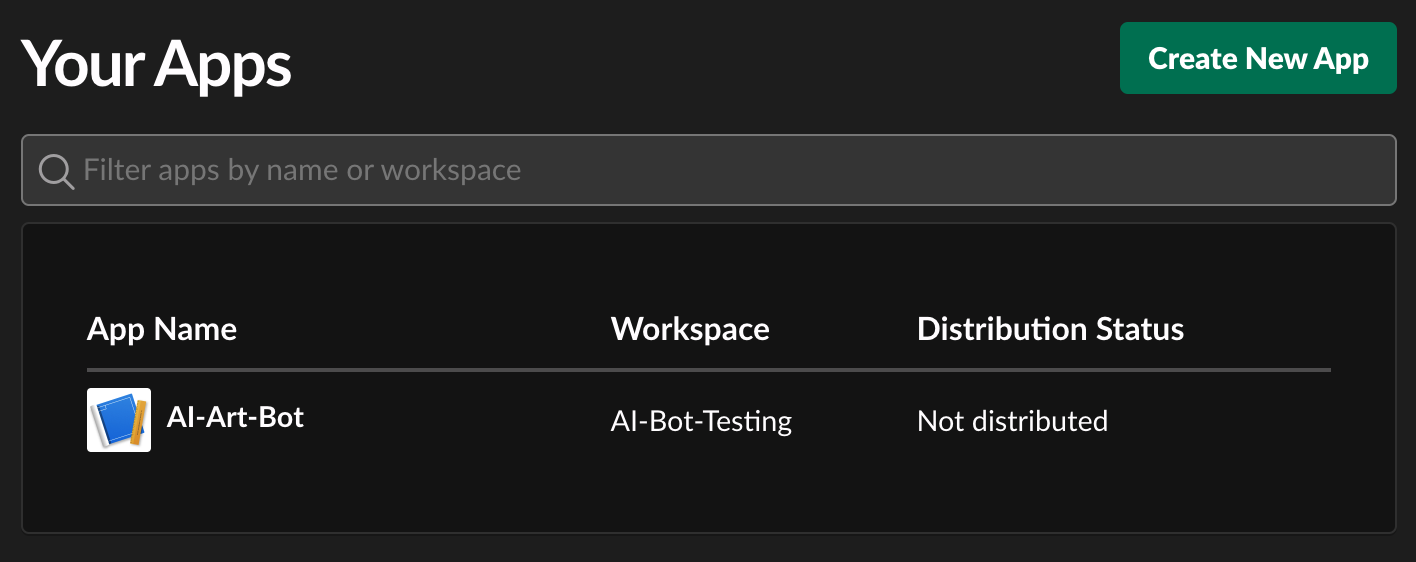 Your Apps
Create New App
Filter apps by name or workspace
App Name Workspace Distribution Status
AI-Art-Bot AI-Bot-Testing Not distributed